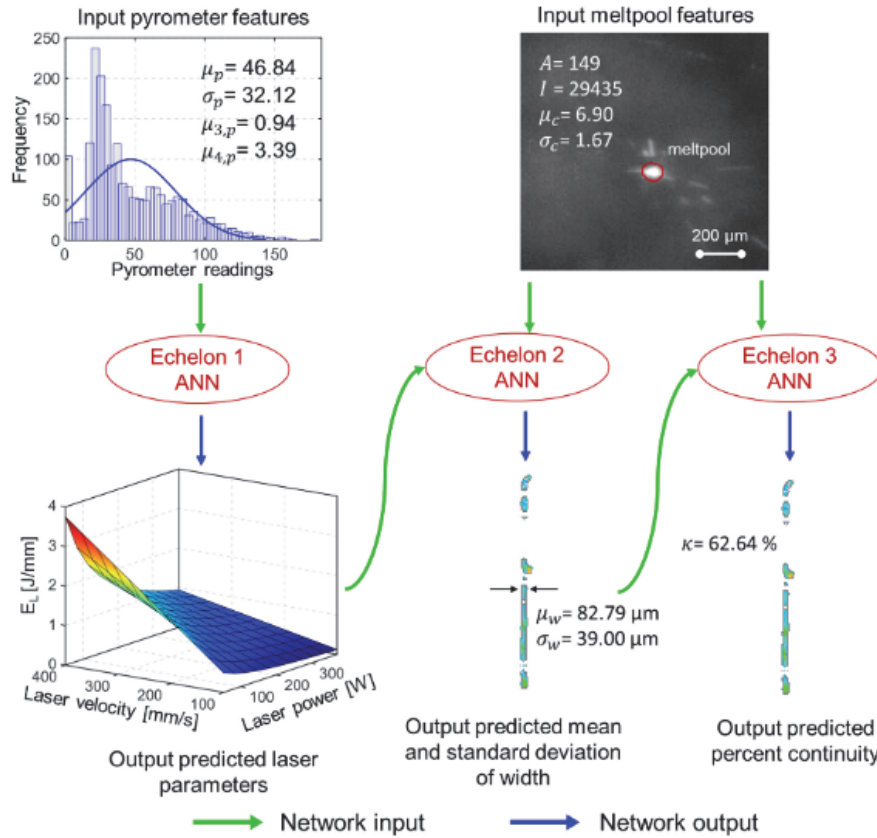 Input pyrometer features
Input meltpool features
250
200
150
100
50
0
Frequency
0
50
100
150
Pyrometer readings
μₚ= 46.84
σₚ= 32.12
μ₃,ₚ= 0.94
μ₄,ₚ= 3.39
A= 149
I= 29435
μ_c= 6.90
σ_c= 1.67
meltpool
200 μm
Echelon 1
ANN
Echelon 2
ANN
Echelon 3
ANN
4
3
2
1
0
E_L [J/mm]
400
300
200
100
Laser velocity [mm/s]
100
200
300
Laser power [W]
μ_w = 82.79 μm
σ_w = 39.00 μm
κ= 62.64 %
Output predicted laser
parameters
Output predicted mean
and standard deviation
of width
Output predicted
percent continuity
Network input
Network output